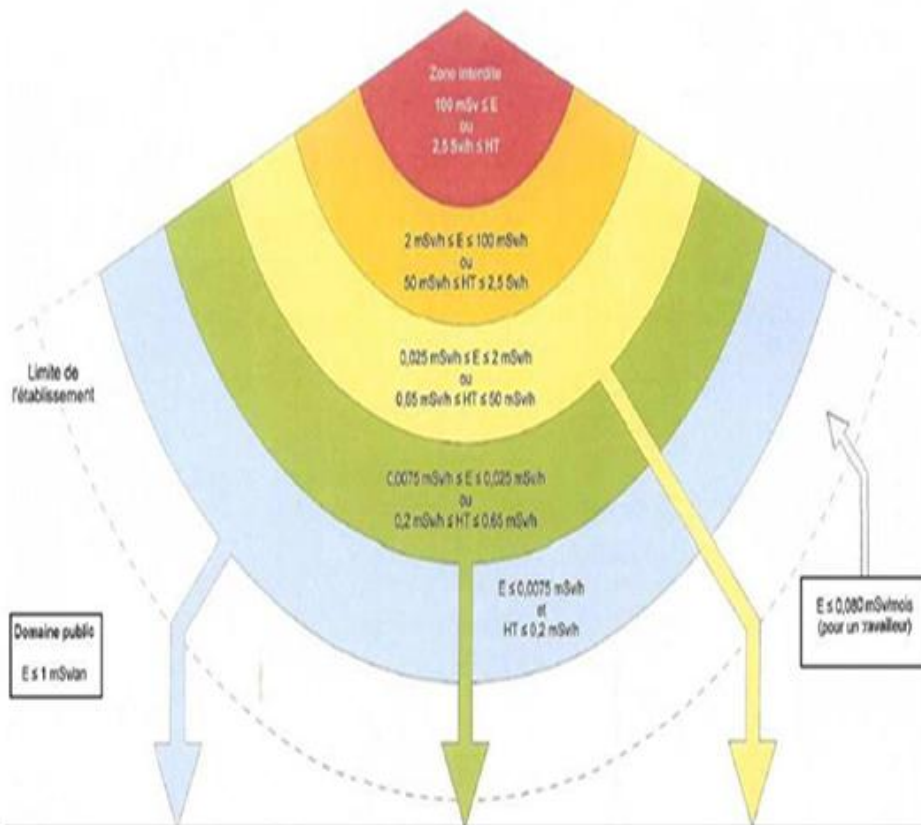 Zone interdite
100 mSv ≤ E
ou
2,5 Sv/h ≤ HT
2 mSv/h ≤ E ≤ 100 mSv/h
ou
50 mSv/h ≤ HT ≤ 2,5 Sv/h
0,025 mSv/h ≤ E ≤ 2 mSv/h
ou
0,65 mSv/h ≤ HT ≤ 50 mSv/h
Limite de
l'établissement
0,0075 mSv/h ≤ E ≤ 0,025 mSv/h
ou
0,2 mSv/h ≤ HT ≤ 0,65 mSv/h
E ≤ 0,0075 mSv/h
et
HT ≤ 0,2 mSv/h
E ≤ 0,080 mSv/mois
(pour un travailleur)
Domaine public
E ≤ 1 mSv/an